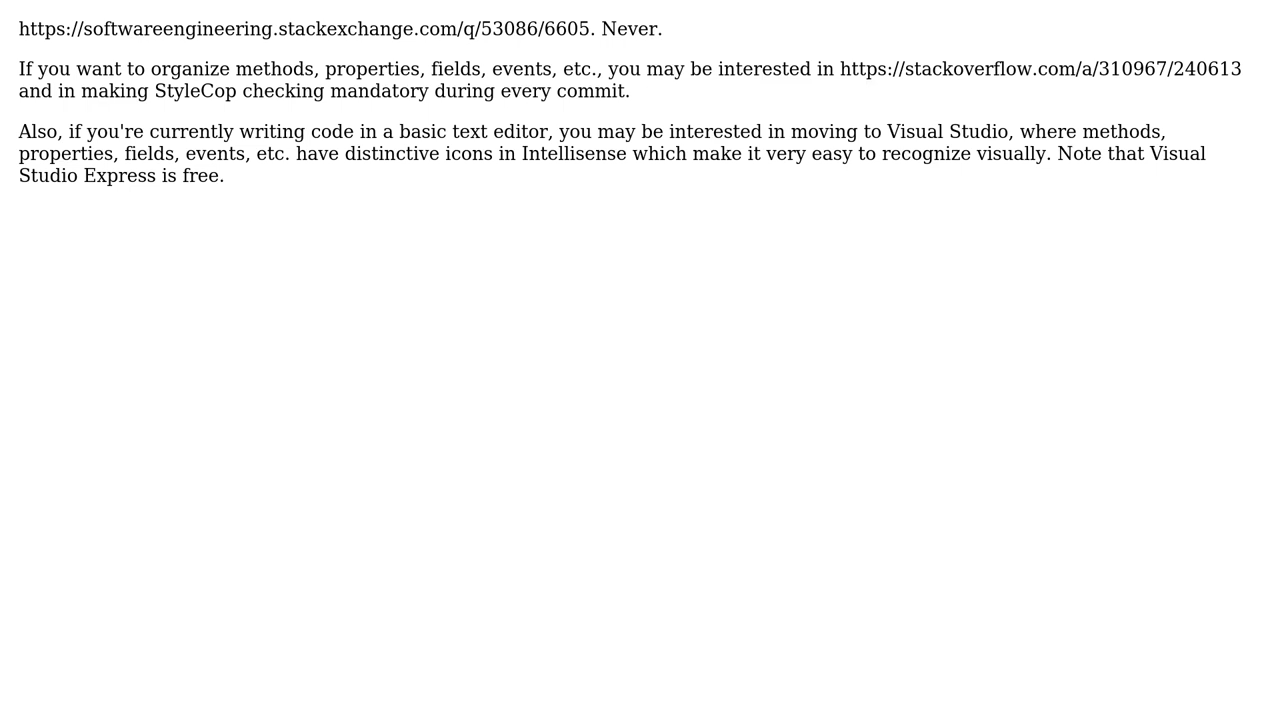 https://softwareengineering.stackexchange.com/q/53086/6605. Never.
If you want to organize methods, properties, fields, events, etc., you may be interested in https://stackoverflow.com/a/310967/240613
and in making StyleCop checking mandatory during every commit.
Also, if you're currently writing code in a basic text editor, you may be interested in moving to Visual Studio, where methods,
properties, fields, events, etc. have distinctive icons in Intellisense which make it very easy to recognize visually. Note that Visual
Studio Express is free.